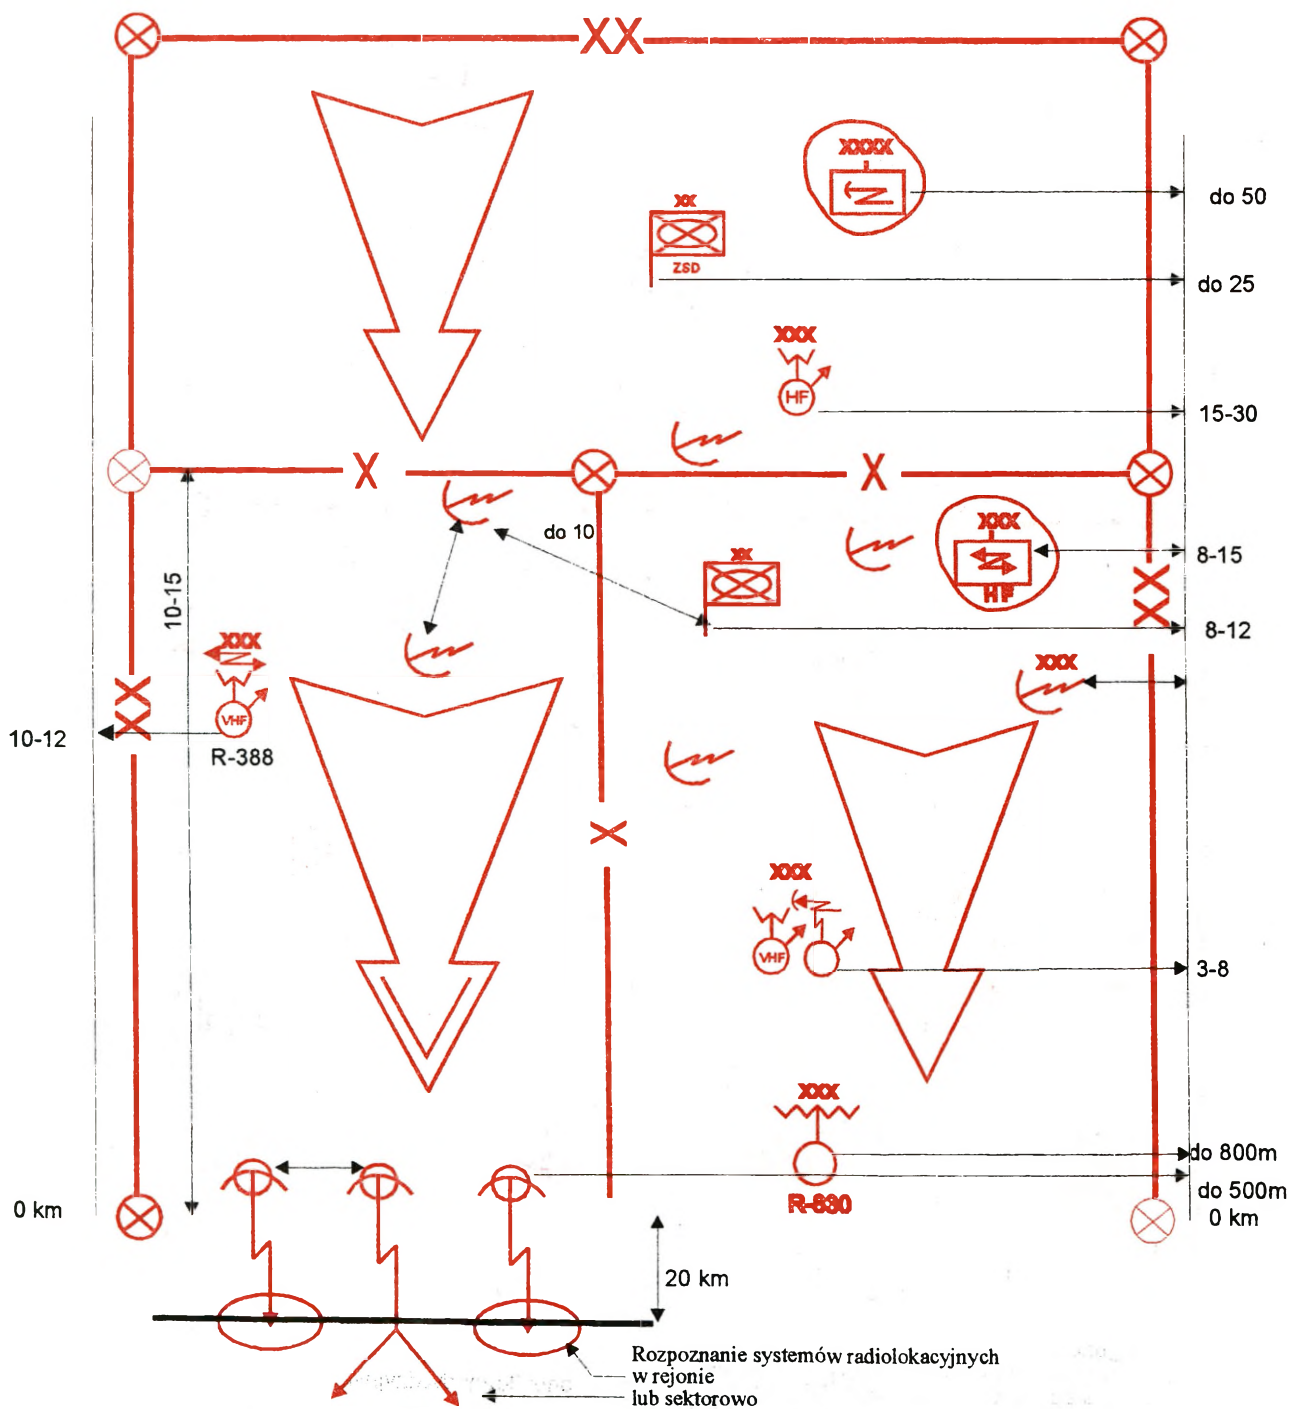 XX
XXXX
do 50
XX
ZSD
do 25
XXX
HF
15-30
X
X
do 10
XXX
8-15
HF
XX
XX
8-12
10-15
XXX
XXX
XX
VHF
10-12
R-388
X
XXX
VHF
3-8
XXX
do 800m
R-630
do 500m
0 km
0 km
20 km
Rozpoznanie systemów radiolokacyjnych
w rejonie
lub sektorowo